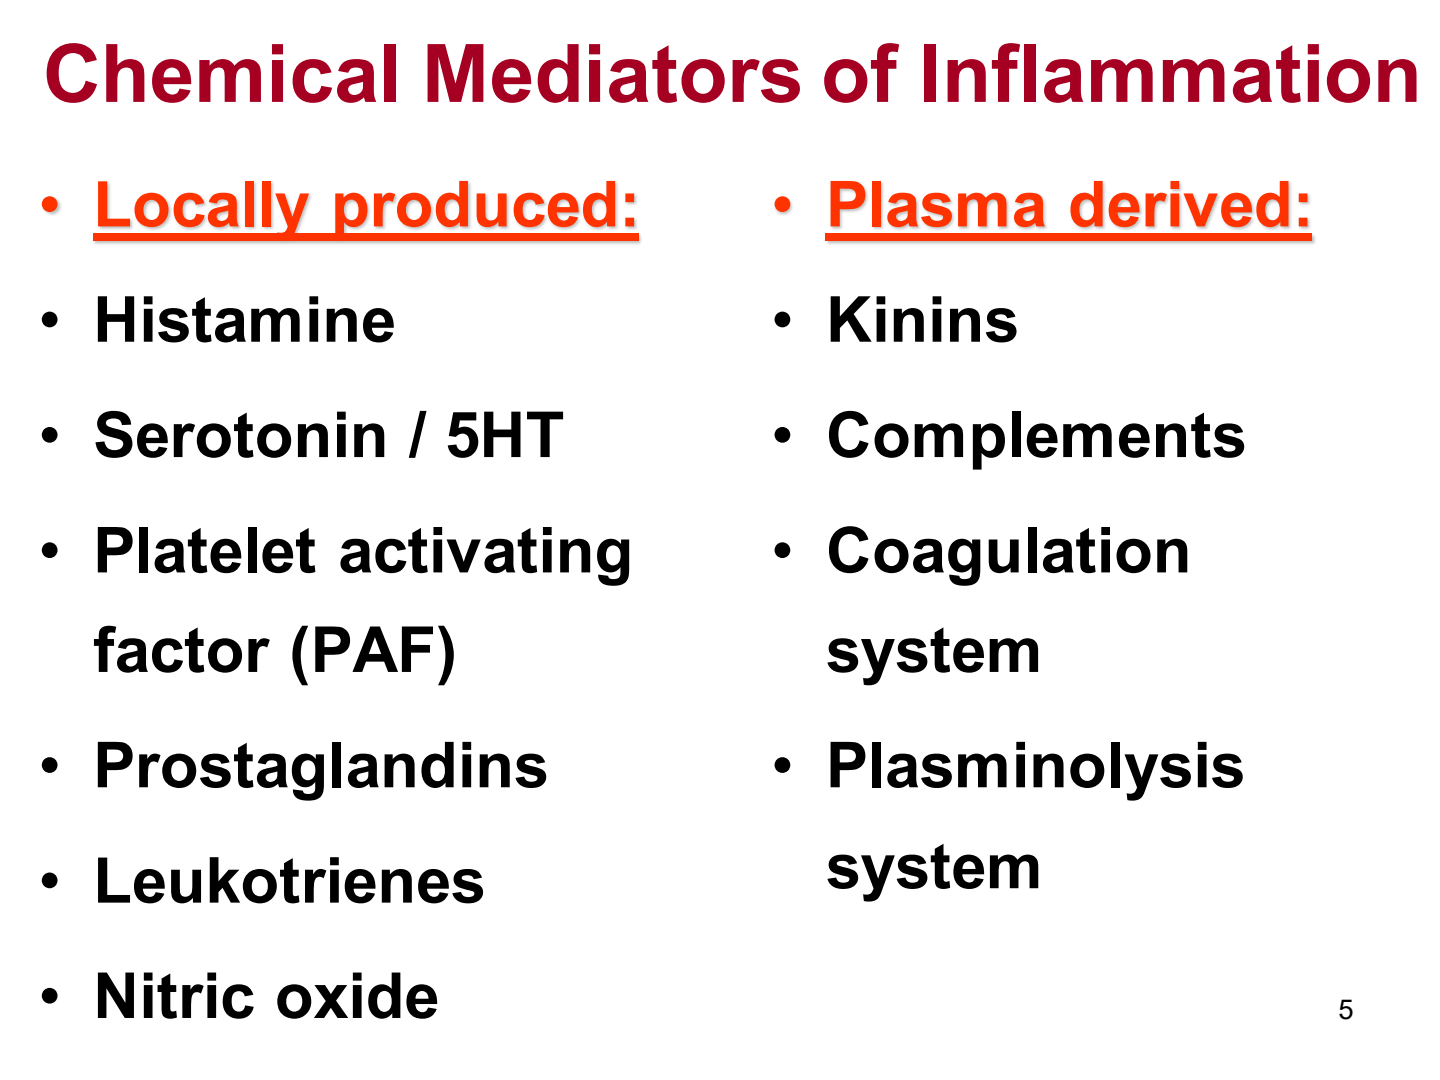 Chemical Mediators of Inflammation
• Locally produced:
• Histamine
• Serotonin / 5HT
• Platelet activating
factor (PAF)
• Prostaglandins
• Leukotrienes
• Nitric oxide
• Plasma derived:
• Kinins
• Complements
• Coagulation
system
• Plasminolysis
system
5